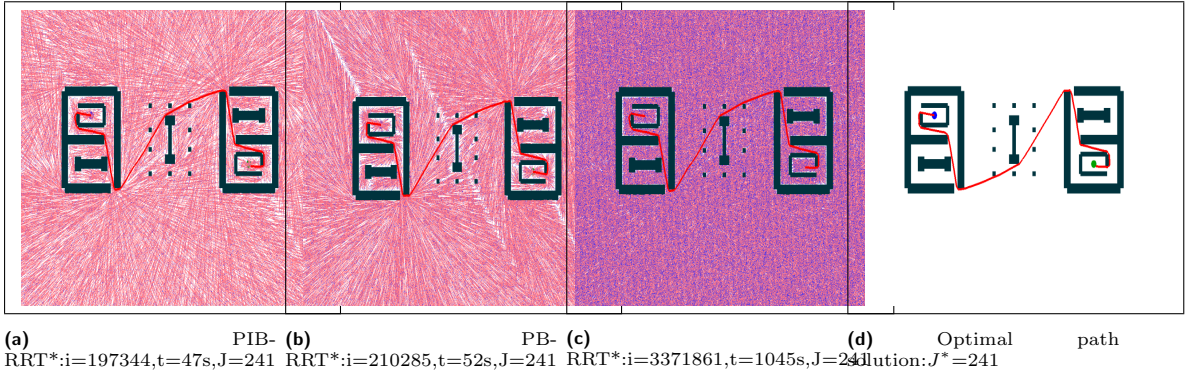 (a) PIB-
RRT*:i=197344,t=47s,J=241
(b) PB-
RRT*:i=210285,t=52s,J=241
(c)
RRT*:i=3371861,t=1045s,J=241
(d) Optimal path
solution:J*=241